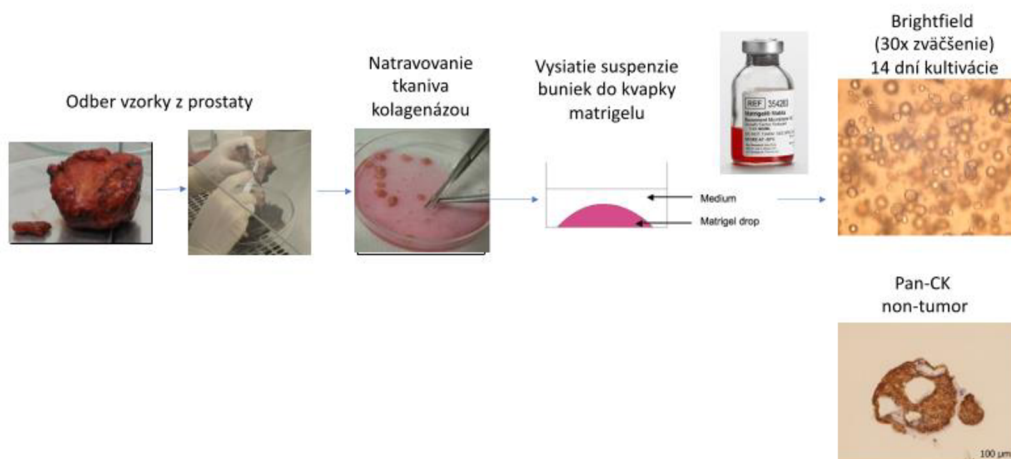 Odber vzorky z prostaty
Natravovanie
tkaniva
kolagenázou
Vysiatie suspenzie
buniek do kvapky
matrigelu
Medium
Matrigel drop
REF 354263
Brightfield
(30x zväčšenie)
14 dní kultivácie
Pan-CK
non-tumor
100 µm